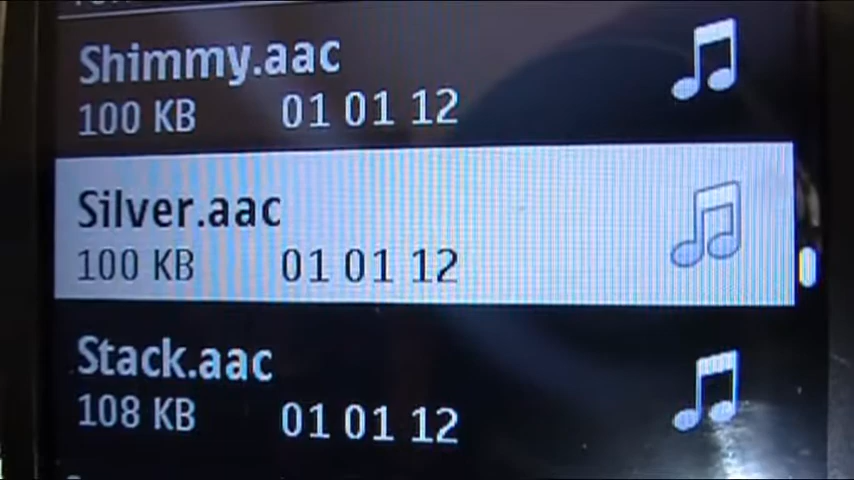 Shimmy.aac
100 KB 01 01 12
Silver.aac
100 KB 01 01 12
Stack.aac
108 KB 01 01 12